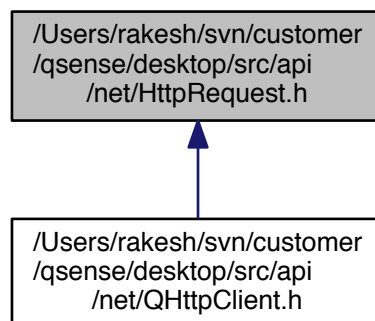 /Users/rakesh/svn/customer
/qsense/desktop/src/api
/net/HttpRequest.h
/Users/rakesh/svn/customer
/qsense/desktop/src/api
/net/QHttpClient.h